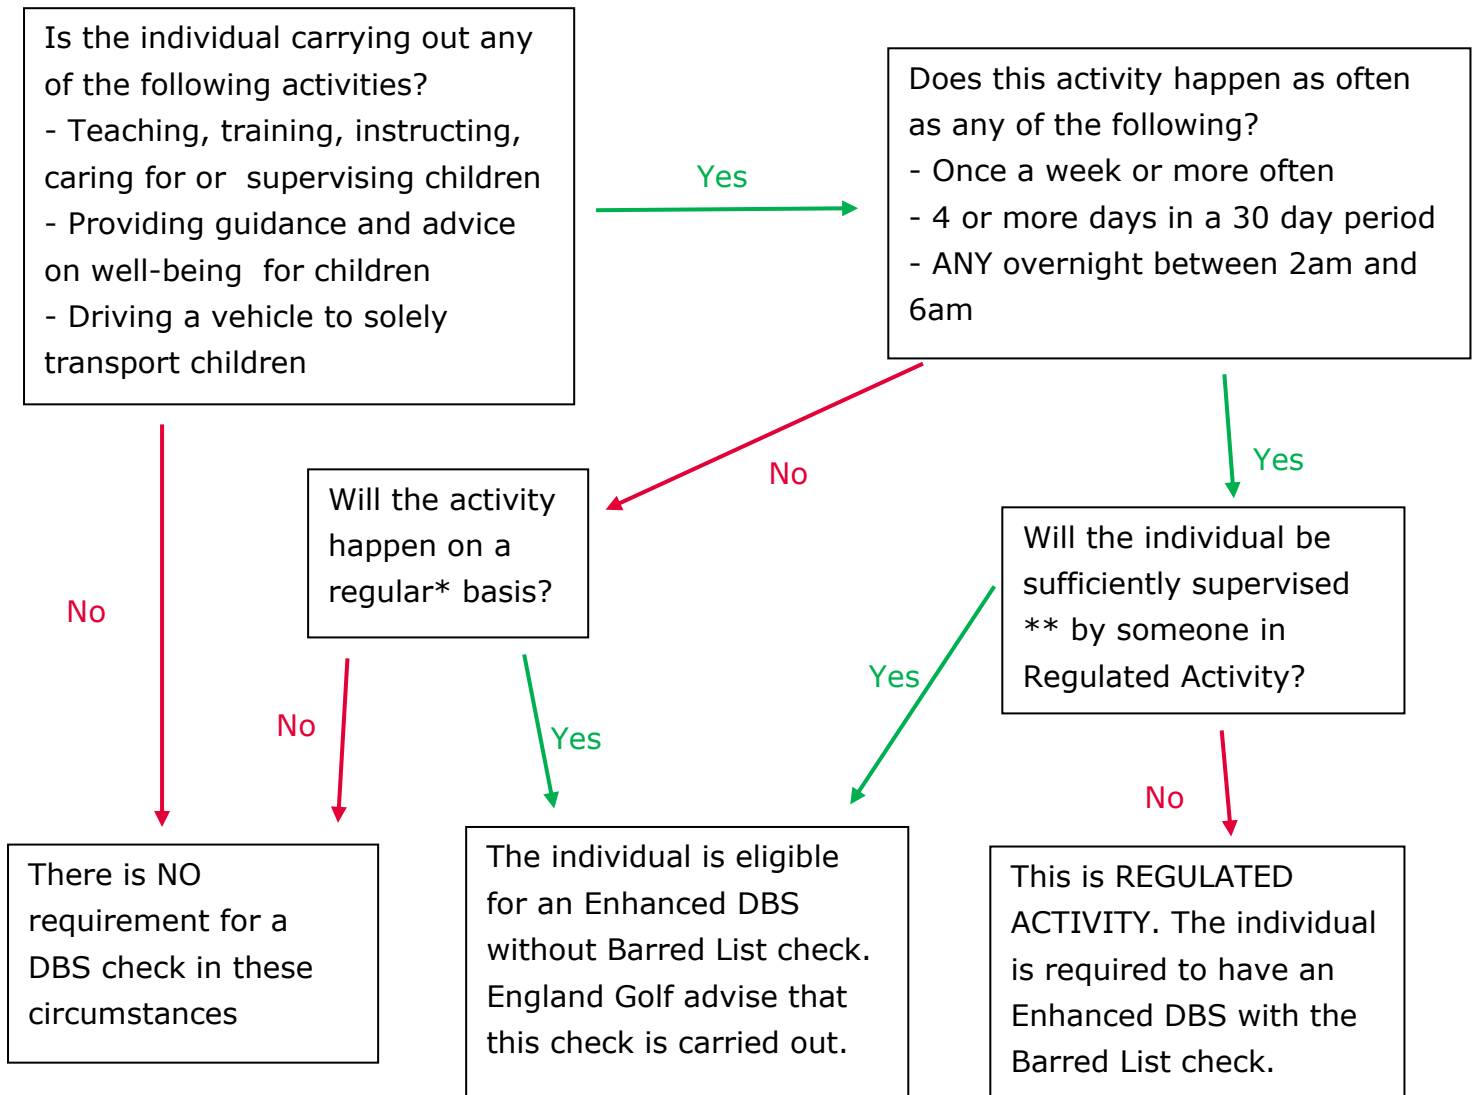 Is the individual carrying out any
of the following activities?
- Teaching, training, instructing,
caring for or  supervising children
- Providing guidance and advice
on well-being  for children
- Driving a vehicle to solely
transport children
Yes
Does this activity happen as often
as any of the following?
- Once a week or more often
- 4 or more days in a 30 day period
- ANY overnight between 2am and
6am
No
Yes
Will the activity
happen on a
regular* basis?
Will the individual be
sufficiently supervised
** by someone in
Regulated Activity?
No
No
Yes
Yes
No
There is NO
requirement for a
DBS check in these
circumstances
The individual is eligible
for an Enhanced DBS
without Barred List check.
England Golf advise that
this check is carried out.
This is REGULATED
ACTIVITY. The individual
is required to have an
Enhanced DBS with the
Barred List check.